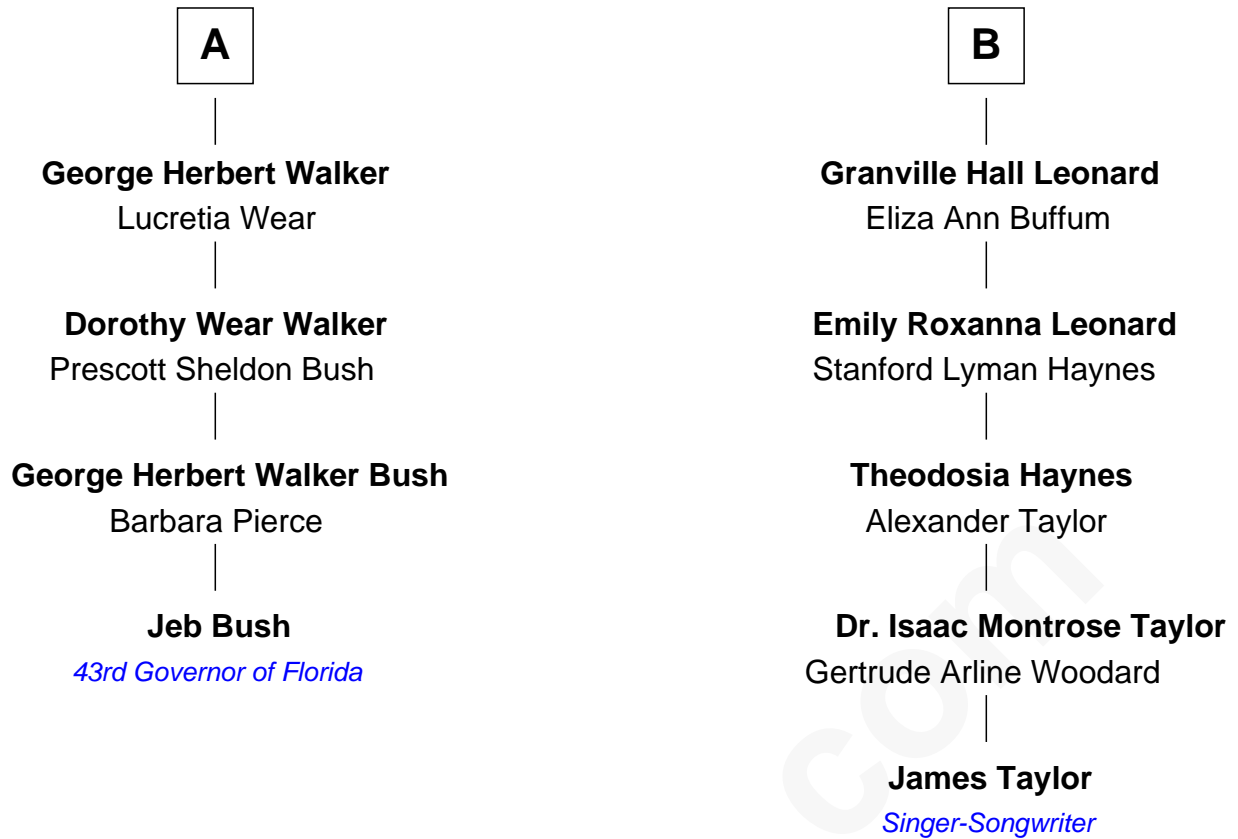 A
George Herbert Walker
Lucretia Wear
Dorothy Wear Walker
Prescott Sheldon Bush
George Herbert Walker Bush
Barbara Pierce
Jeb Bush
43rd Governor of Florida
B
Granville Hall Leonard
Eliza Ann Buffum
Emily Roxanna Leonard
Stanford Lyman Haynes
Theodosia Haynes
Alexander Taylor
Dr. Isaac Montrose Taylor
Gertrude Arline Woodard
James Taylor
Singer-Songwriter
com